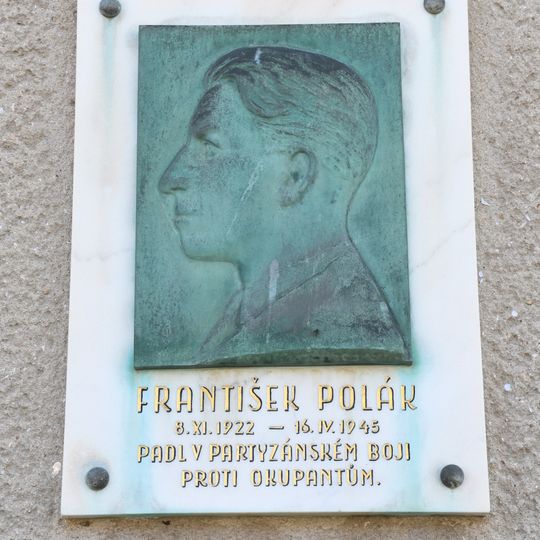 FRANTIŠEK POLÁK
8.XI.1922 — 16.IV.1945
PADL V PARTYZÁNSKÉM BOJI
PROTI OKUPANTŮM.